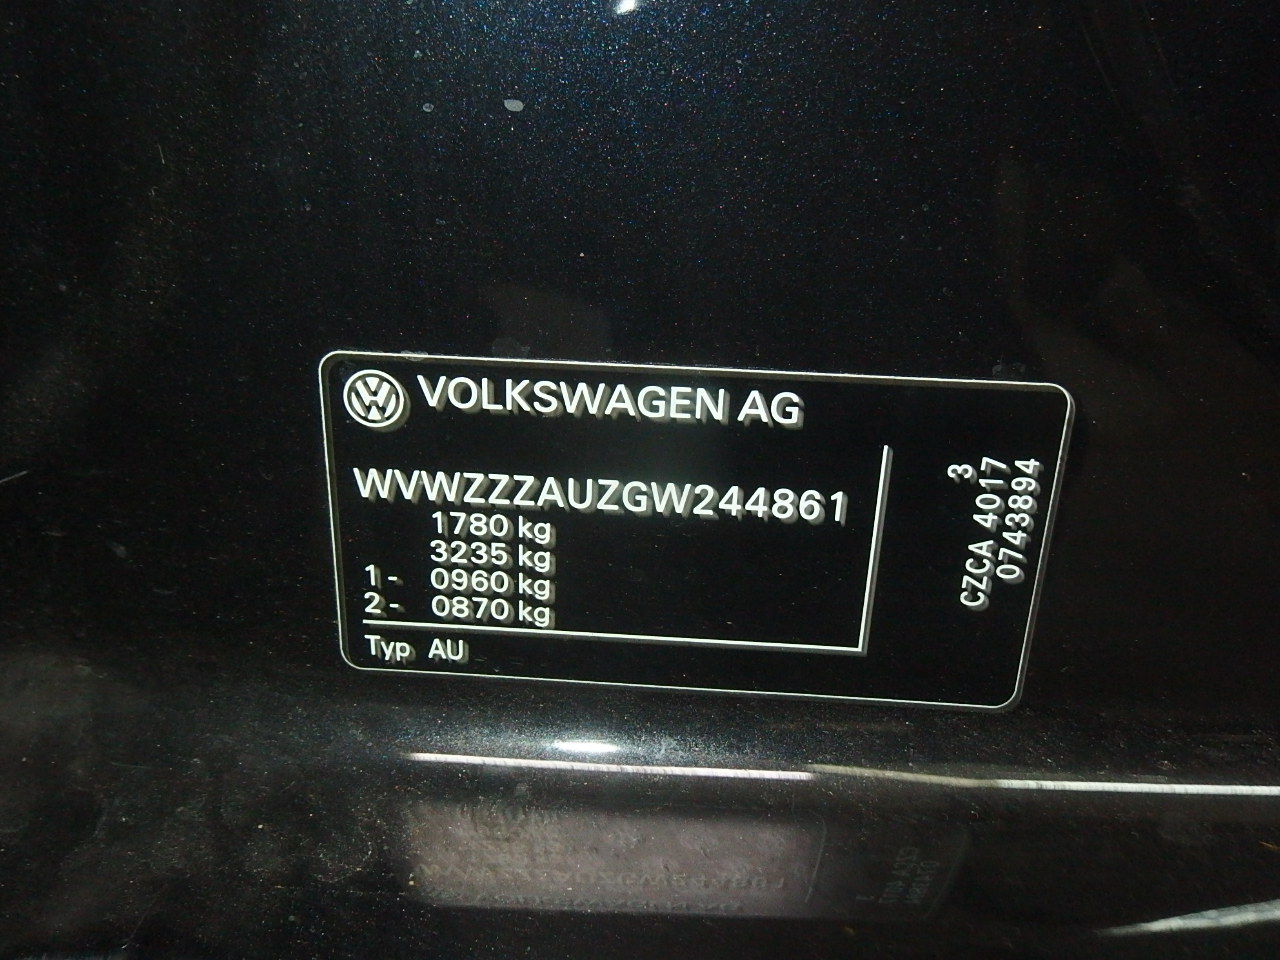 VOLKSWAGEN AG
WVWZZZAUZGW244861
1780 kg
3235 kg
1 - 0960 kg
2 - 0870 kg
Typ AU
3
CZCA 4017
0743894